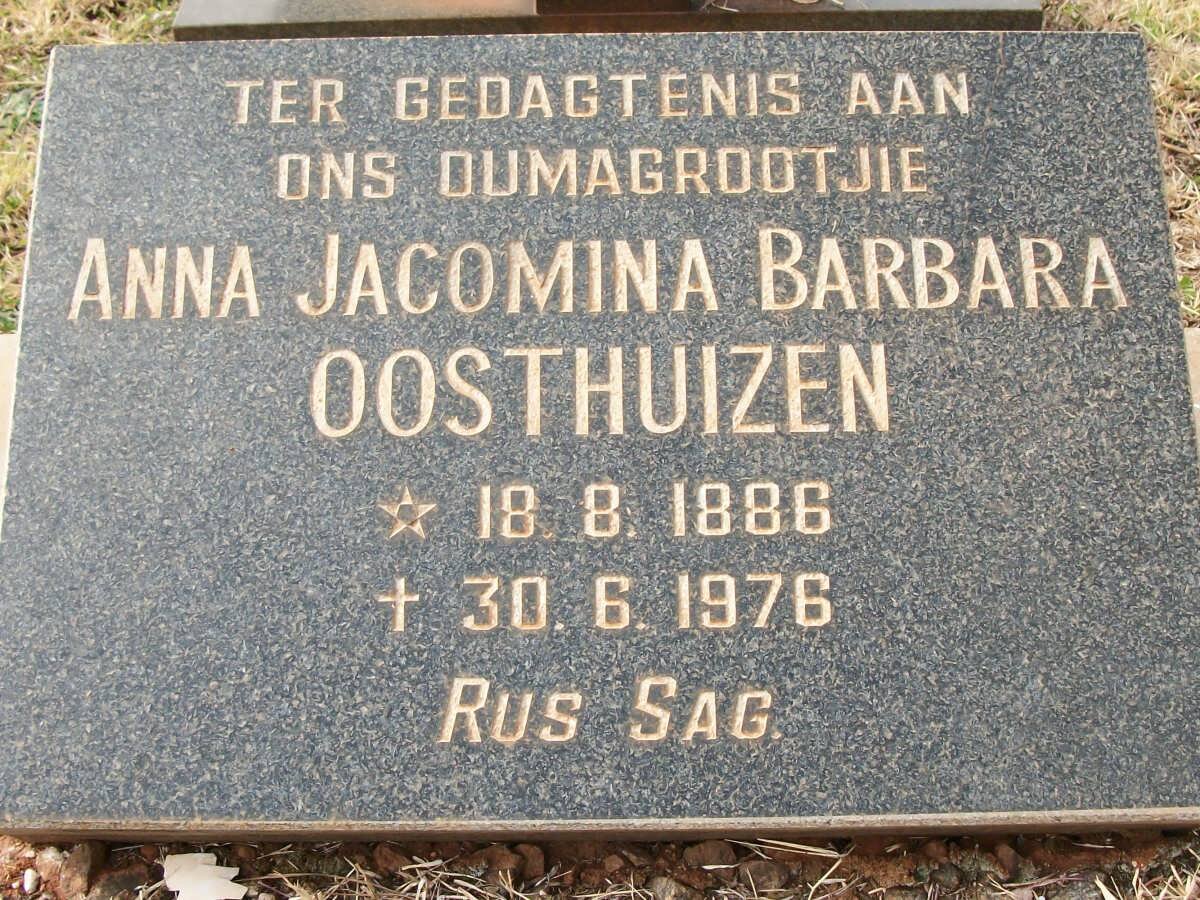 TER GEDAGTENIS AAN
ONS OUMAGROOTJIE
ANNA JACOMINA BARBARA
OOSTHUIZEN
☆ 18. 8. 1886
✝ 30. 6. 1976
RUS SAG.